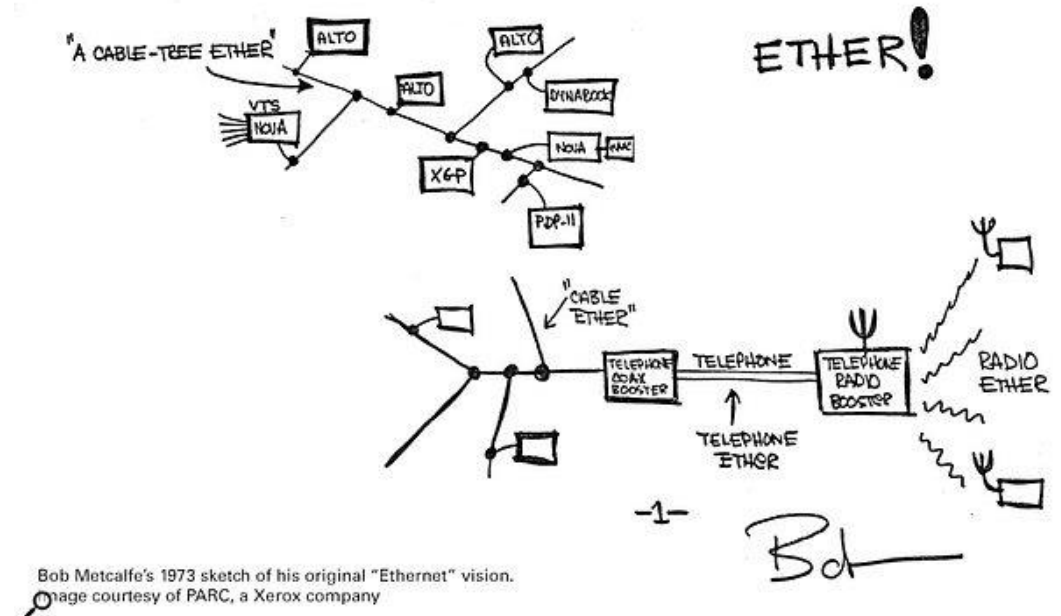 "A CABLE-TREE ETHER"
ALTO
ALTO
ETHER!
ALTO
DYNABOOK
VTS
NOVA
NOVA
XGP
PDP-11
"CABLE
ETHER"
TELEPHONE
COAX
BOOSTER
TELEPHONE
TELEPHONE
RADIO
BOOSTER
RADIO
ETHER
TELEPHONE
ETHER
-1-
Bob
Bob Metcalfe's 1973 sketch of his original "Ethernet" vision.
Image courtesy of PARC, a Xerox company